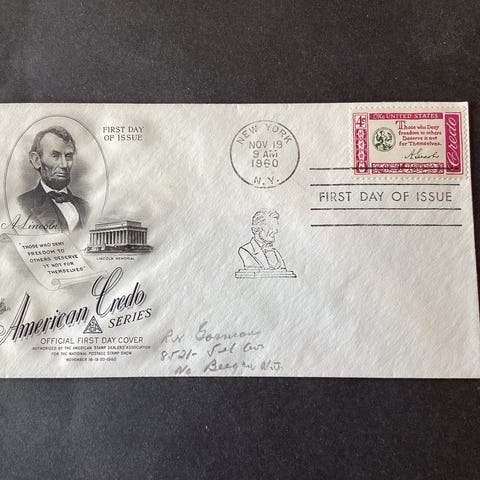 FIRST DAY
OF ISSUE
A. Lincoln
"THOSE WHO DENY
FREEDOM TO
OTHERS DESERVE
IT NOT FOR
THEMSELVES"
LINCOLN MEMORIAL
American Credo
SERIES
OFFICIAL FIRST DAY COVER
AUTHORIZED BY THE AMERICAN STAMP DEALERS' ASSOCIATION
FOR THE NATIONAL POSTAGE STAMP SHOW
NOVEMBER 18-19-20-1960
NEW YORK
NOV 19
9 AM
1960
N.Y.
4¢
The UNITED STATES
Those who Deny
freedom to others
Deserve it not
for Themselves.
A. Lincoln
Credo
FIRST DAY OF ISSUE
8521-
No. Bergen N.J.